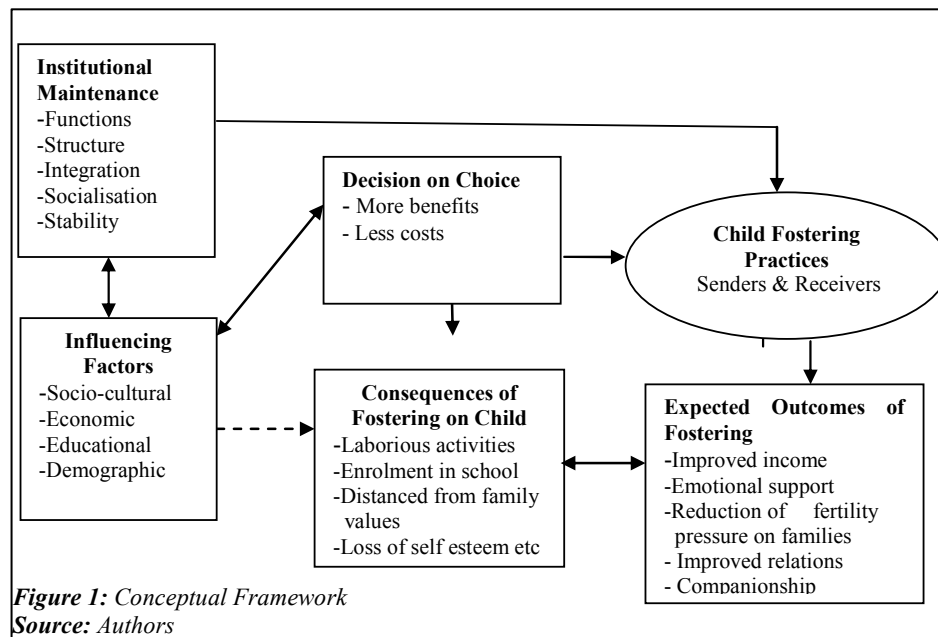 Institutional
Maintenance
-Functions
-Structure
-Integration
-Socialisation
-Stability
Decision on Choice
- More benefits
- Less costs
Child Fostering
Practices
Senders & Receivers
Influencing
Factors
-Socio-cultural
-Economic
-Educational
-Demographic
Consequences of
Fostering on Child
-Laborious activities
-Enrolment in school
-Distanced from family
values
-Loss of self esteem etc
Expected Outcomes of
Fostering
-Improved income
-Emotional support
-Reduction of fertility
pressure on families
- Improved relations
- Companionship
Figure 1: Conceptual Framework
Source: Authors